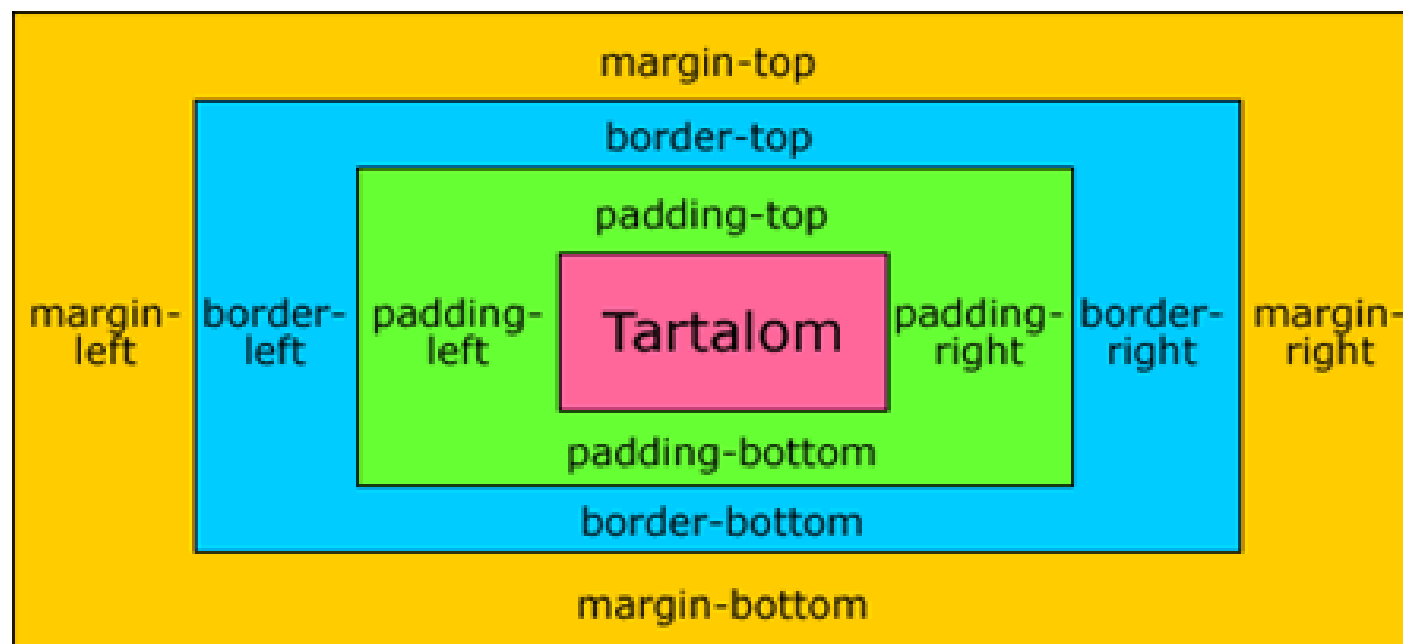 margin-top
border-top
padding-top
margin-
left
border-
left
padding-
left
Tartalom
padding-
right
border-
right
margin-
right
padding-bottom
border-bottom
margin-bottom